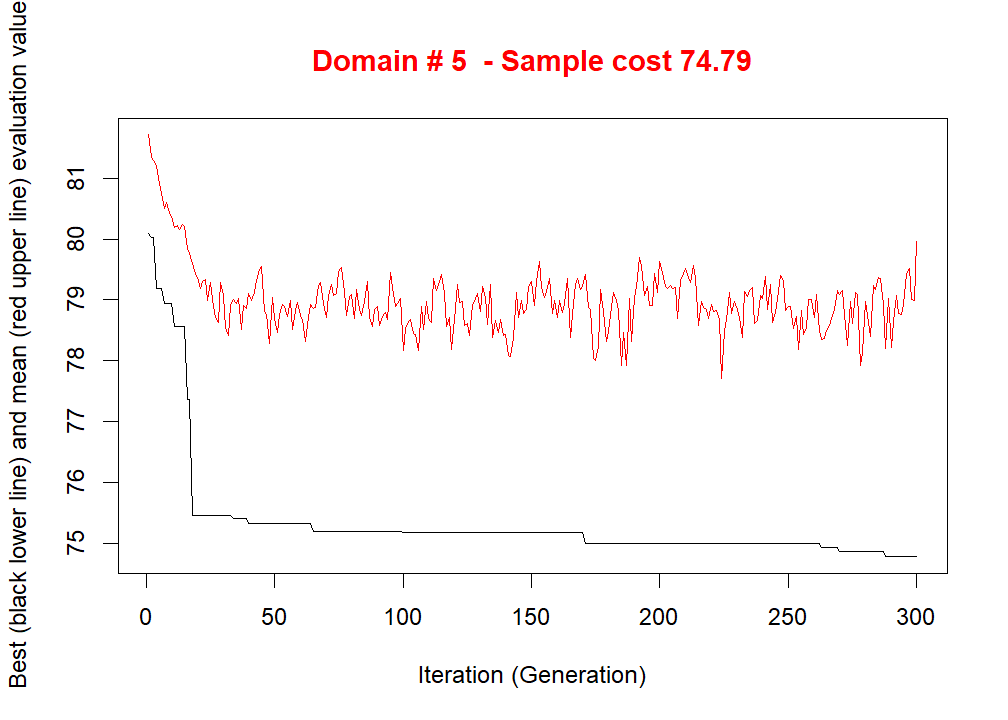 Domain # 5  - Sample cost 74.79
Best (black lower line) and mean (red upper line) evaluation value
81
80
79
78
77
76
75
0 50 100 150 200 250 300
Iteration (Generation)